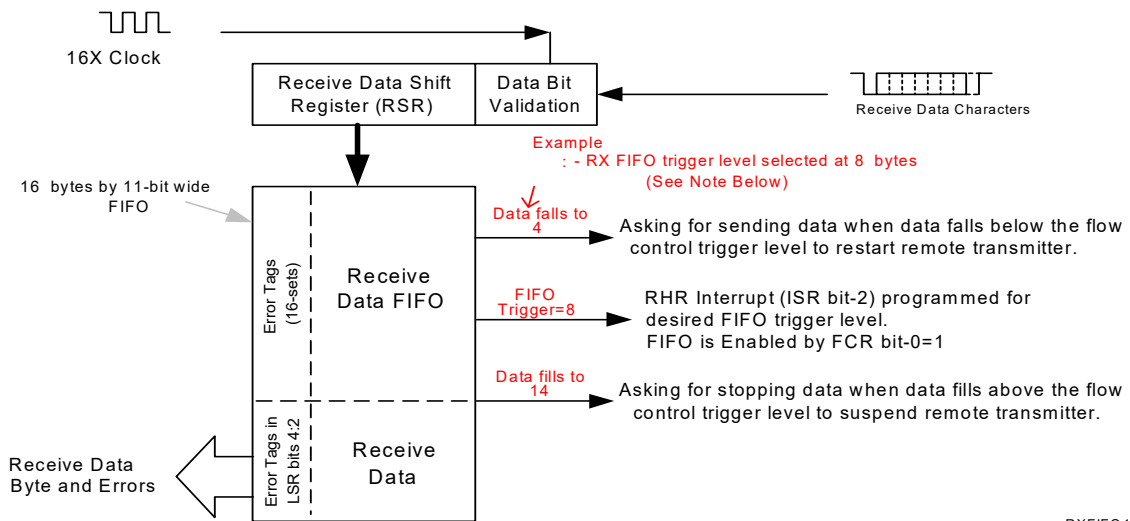 16X Clock
Receive Data Shift
Register (RSR)
Data Bit
Validation
Receive Data Characters
Example
: - RX FIFO trigger level selected at 8 bytes
(See Note Below)
16 bytes by 11-bit wide
FIFO
Error Tags
(16-sets)
Receive
Data FIFO
Data falls to
4
Asking for sending data when data falls below the flow
control trigger level to restart remote transmitter.
FIFO
Trigger=8
RHR Interrupt (ISR bit-2) programmed for
desired FIFO trigger level.
FIFO is Enabled by FCR bit-0=1
Data fills to
14
Asking for stopping data when data fills above the flow
control trigger level to suspend remote transmitter.
Error Tags in
LSR bits 4:2
Receive
Data
Receive Data
Byte and Errors